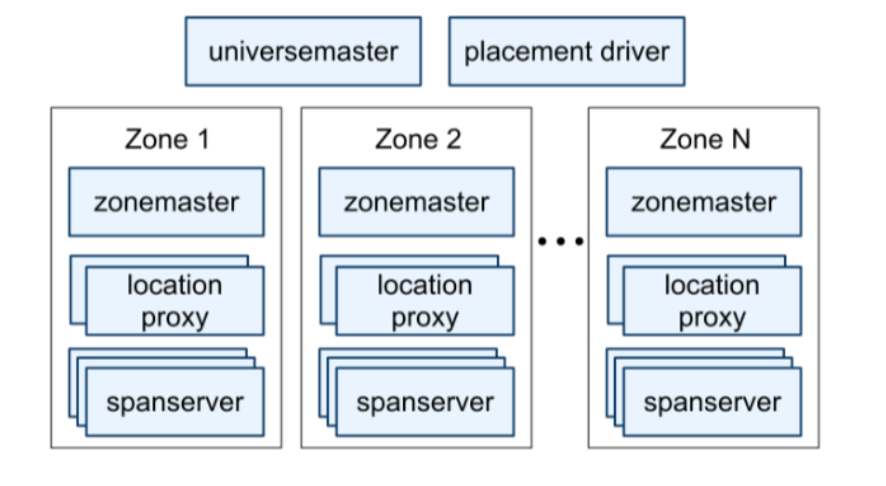 universemaster
placement driver
Zone 1
zonemaster
location
proxy
spanserver
Zone 2
zonemaster
location
proxy
spanserver
...
Zone N
zonemaster
location
proxy
spanserver